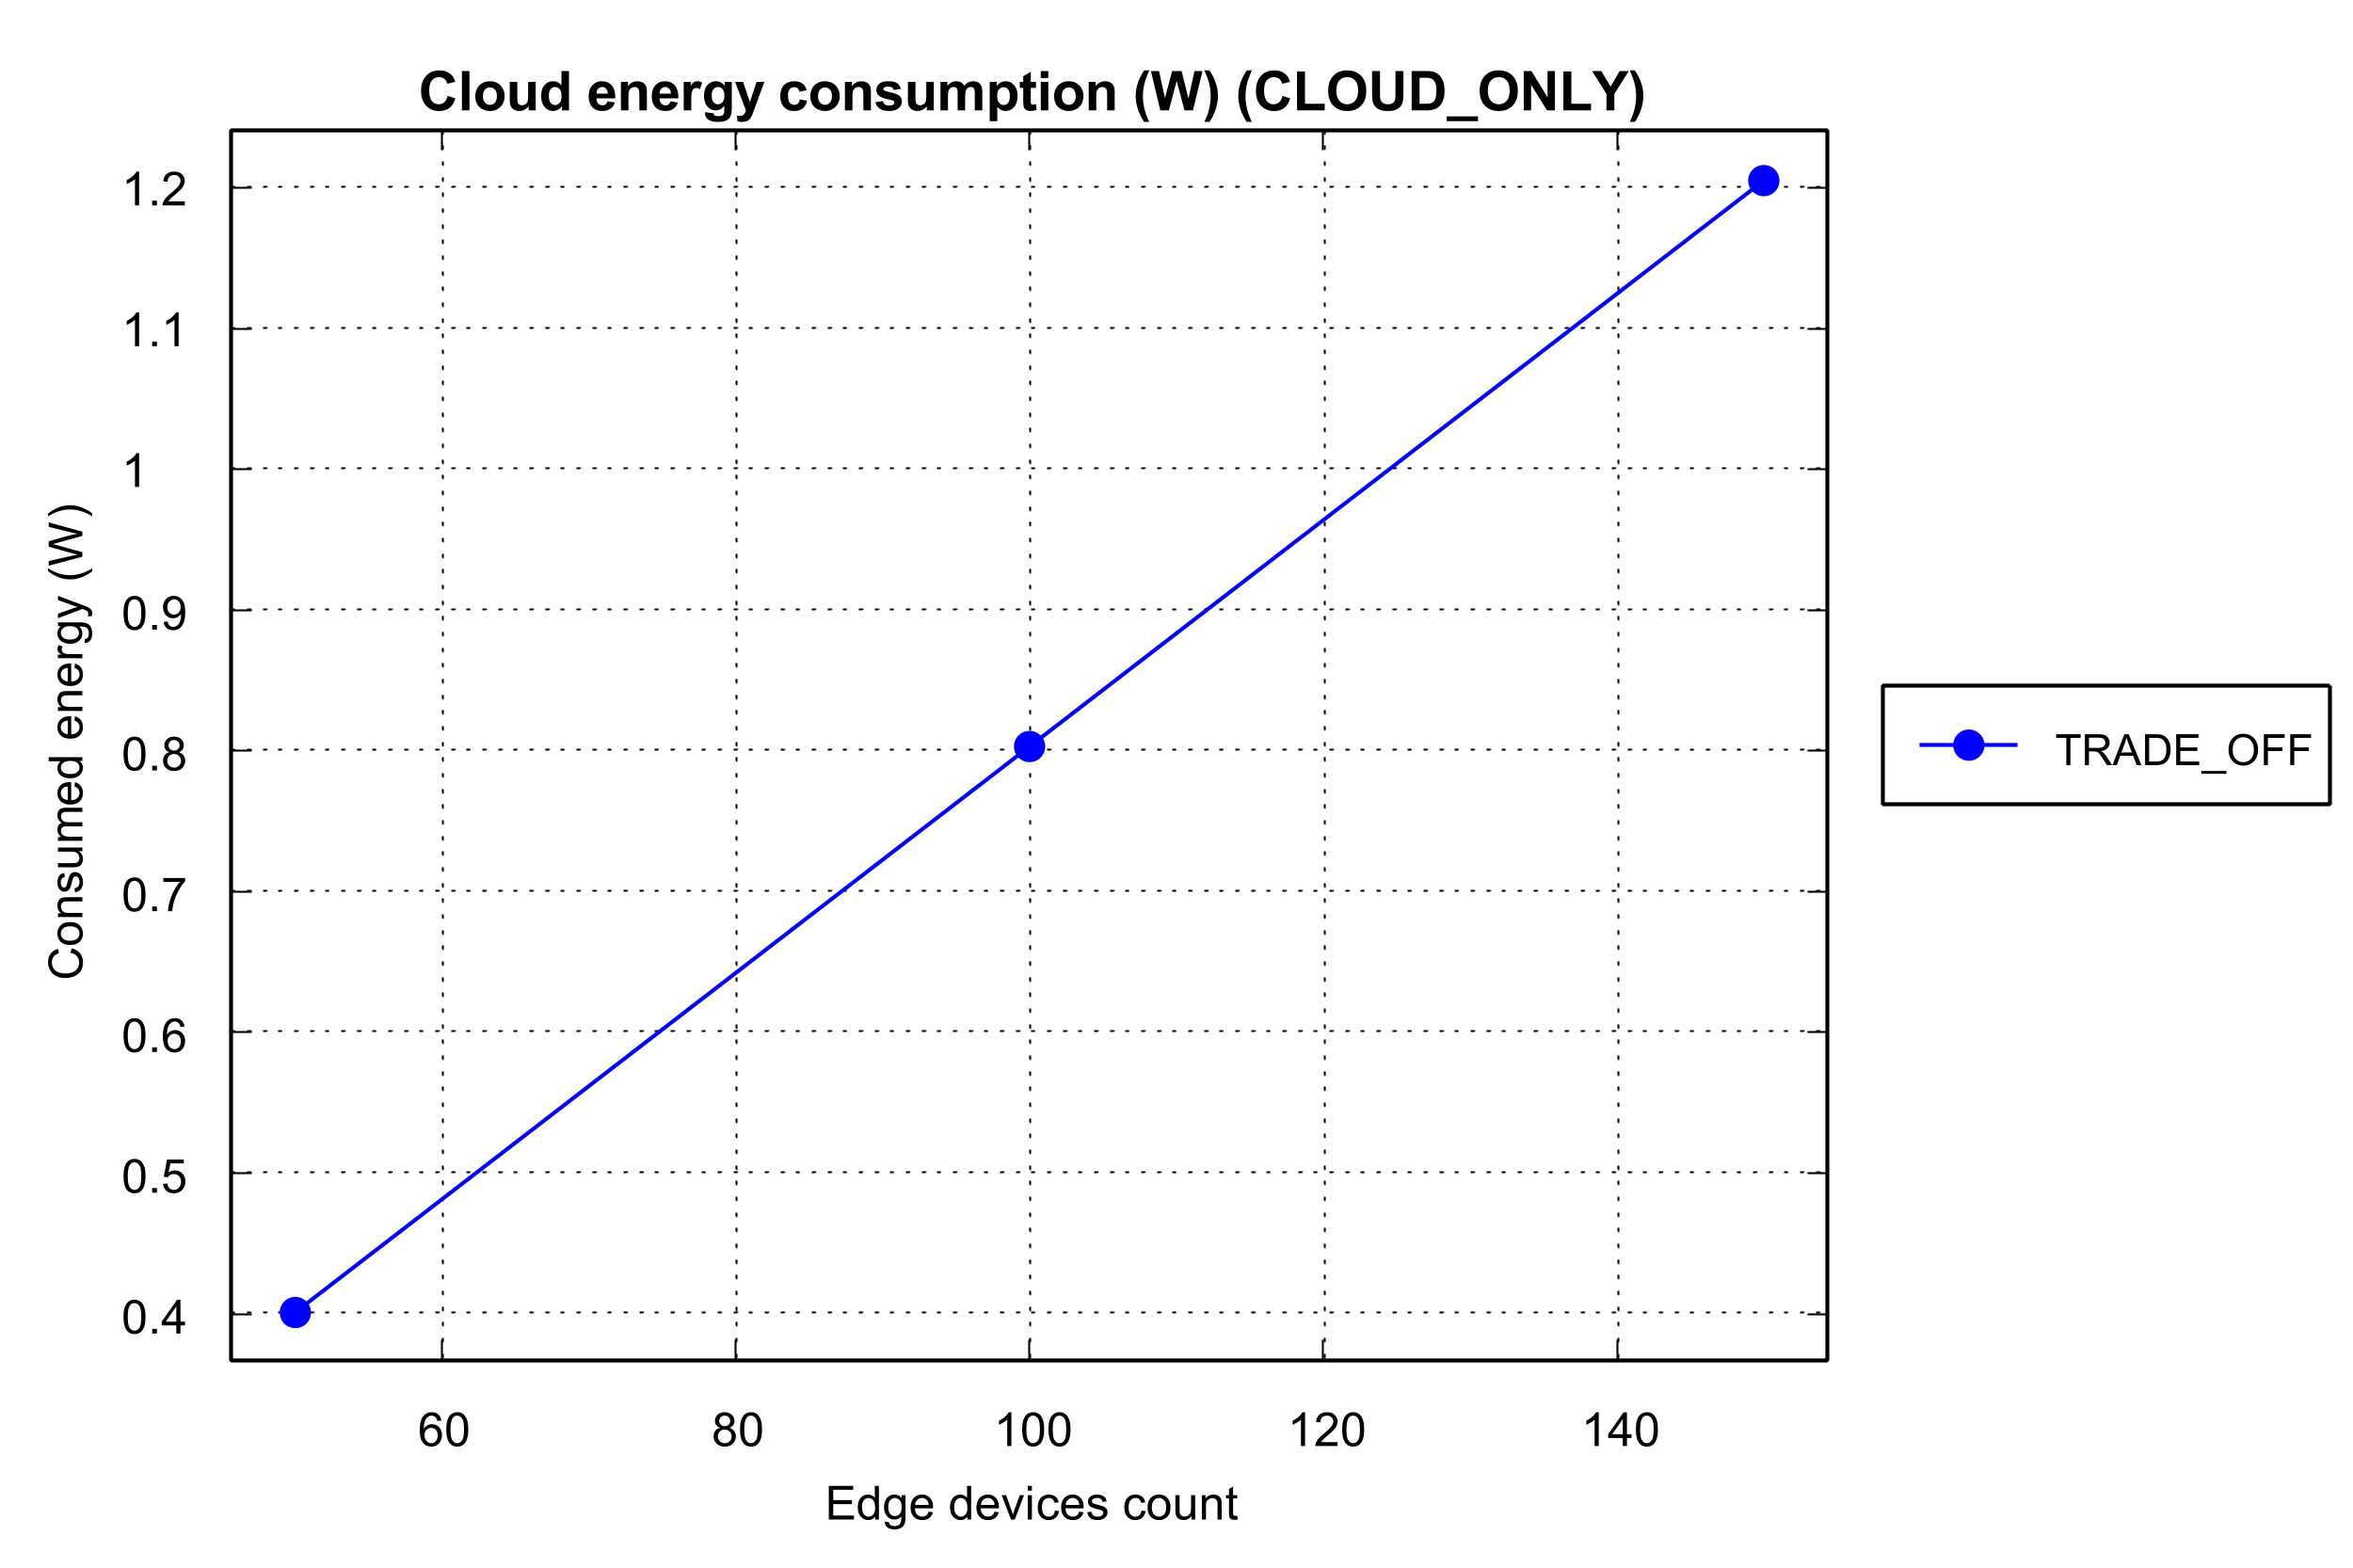 Cloud energy consumption (W) (CLOUD_ONLY)
1.2
1.1
1
0.9
0.8
0.7
0.6
0.5
0.4
Consumed energy (W)
60 80 100 120 140
Edge devices count
TRADE_OFF